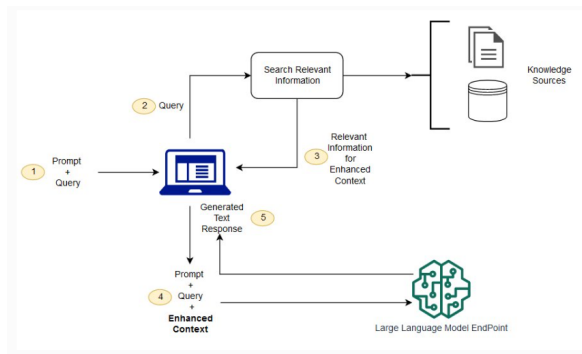 Search Relevant
Information
Knowledge
Sources
2 Query
Relevant
Information
for
Enhanced
Context
3
1
Prompt
+
Query
Generated
Text
Response
5
4
Prompt
+
Query
+
Enhanced
Context
Large Language Model EndPoint